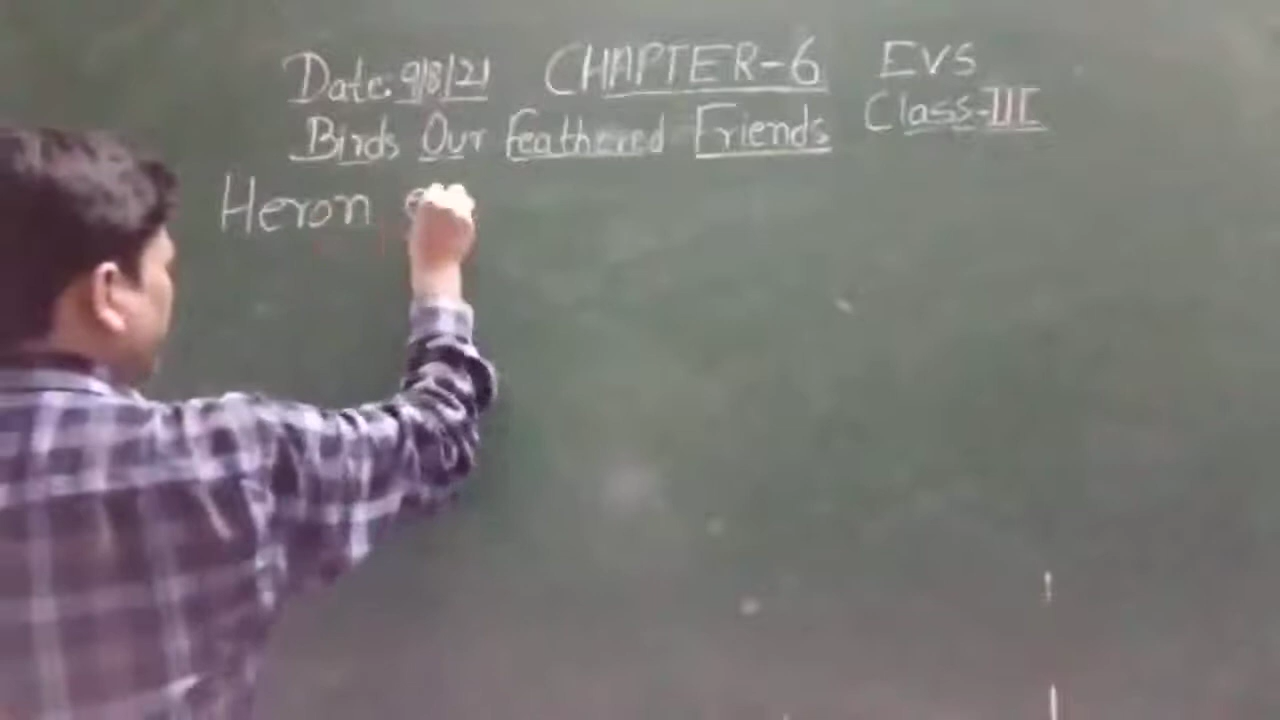 Date: 9/8/21 CHAPTER-6 EVS
Birds Our feathered Friends Class-III
Heron